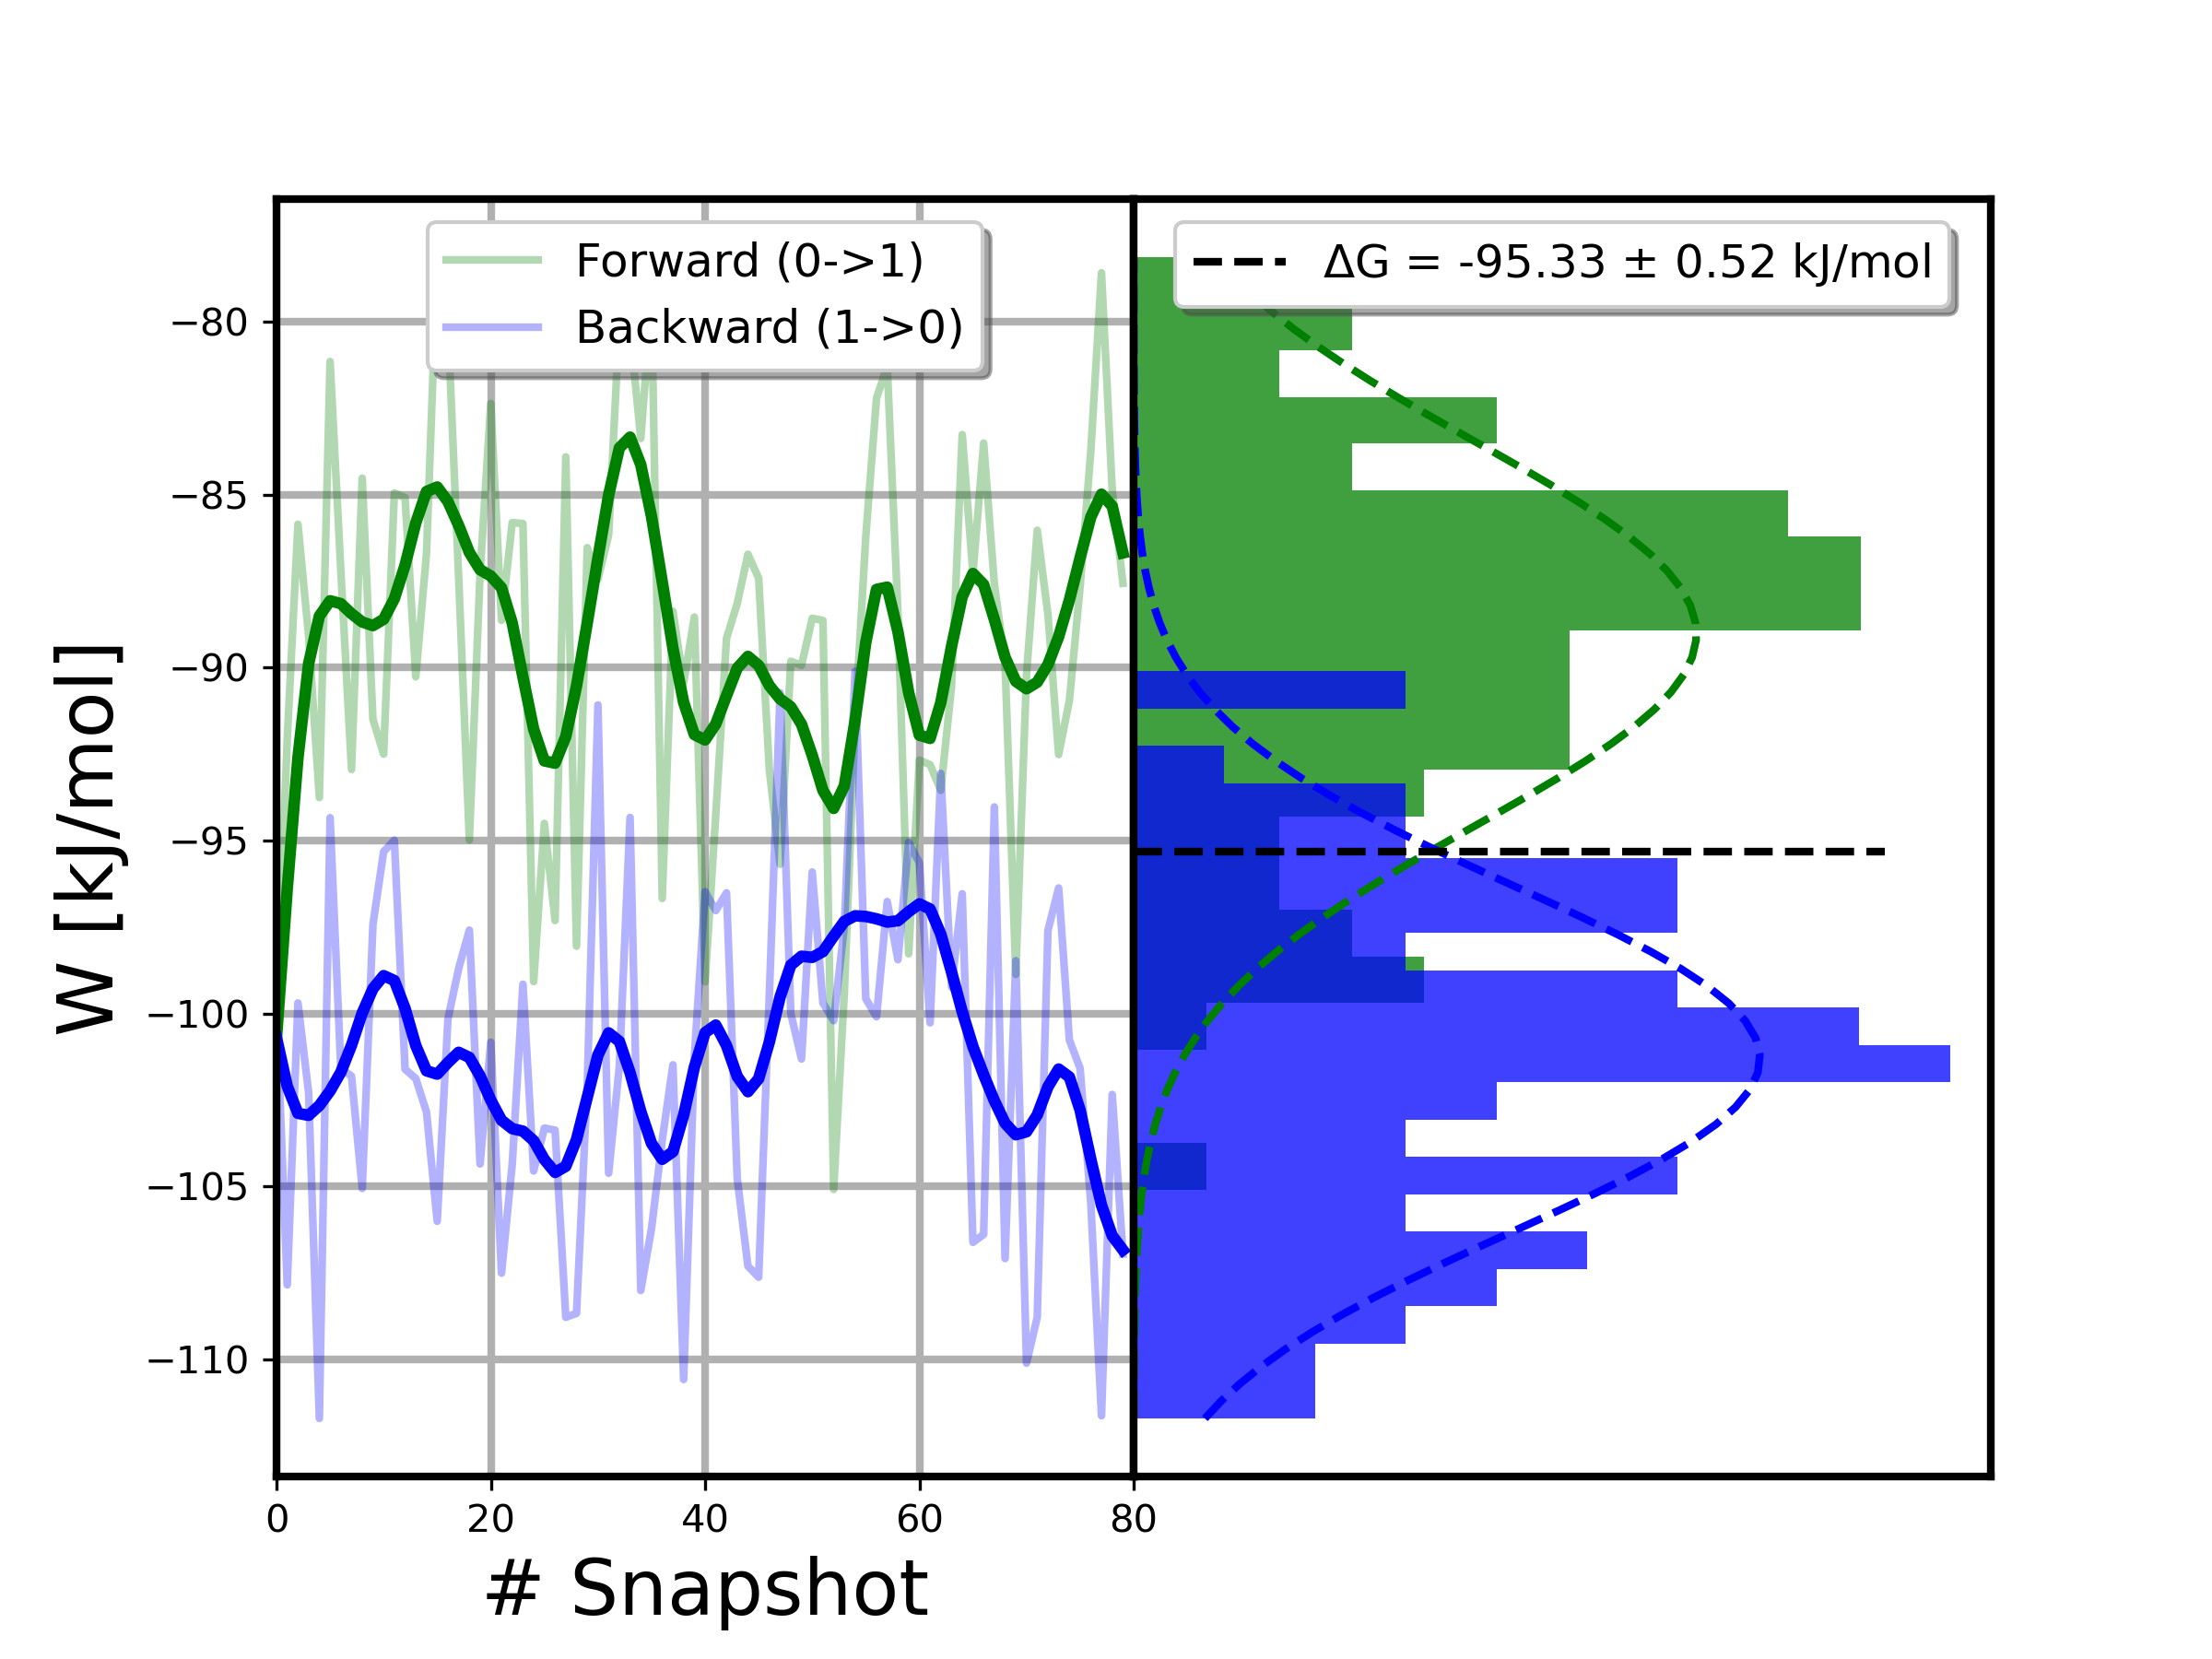 Forward (0->1)
Backward (1->0)
ΔG = -95.33 ± 0.52 kJ/mol
W [kJ/mol]
−80
−85
−90
−95
−100
−105
−110
0 20 40 60 80
# Snapshot